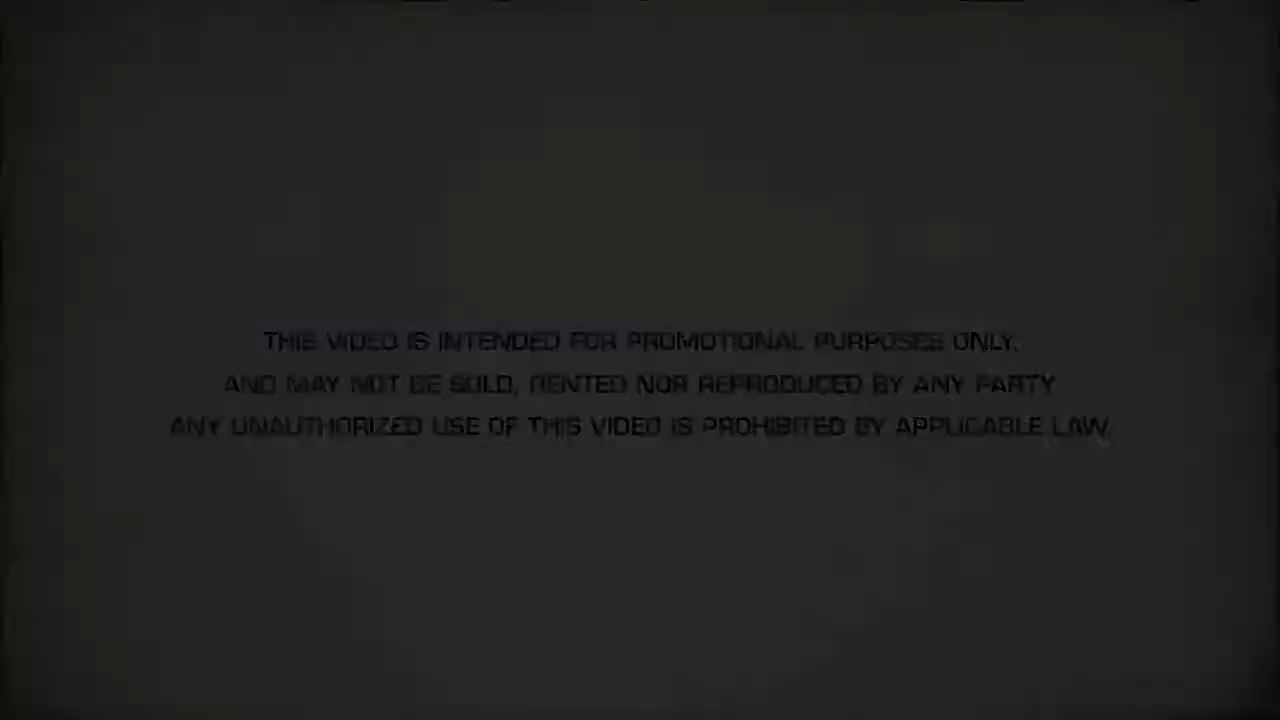 THIS VIDEO IS INTENDED FOR PROMOTIONAL PURPOSES ONLY.
AND MAY NOT BE SOLD, RENTED NOR REPRODUCED BY ANY PARTY
ANY UNAUTHORIZED USE OF THIS VIDEO IS PROHIBITED BY APPLICABLE LAW.